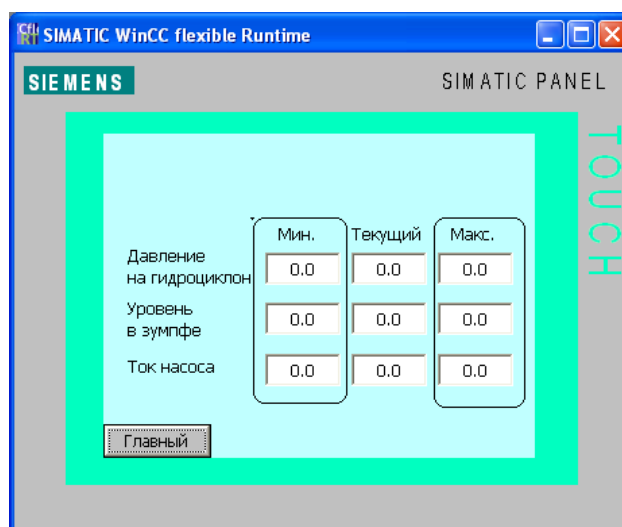 SIMATIC WinCC flexible Runtime
SIEMENS
SIMATIC PANEL
TOUCH
Мин. Текущий Макс.
Давление
на гидроциклон 0.0 0.0 0.0
Уровень
в зумпфе 0.0 0.0 0.0
Ток насоса 0.0 0.0 0.0
Главный